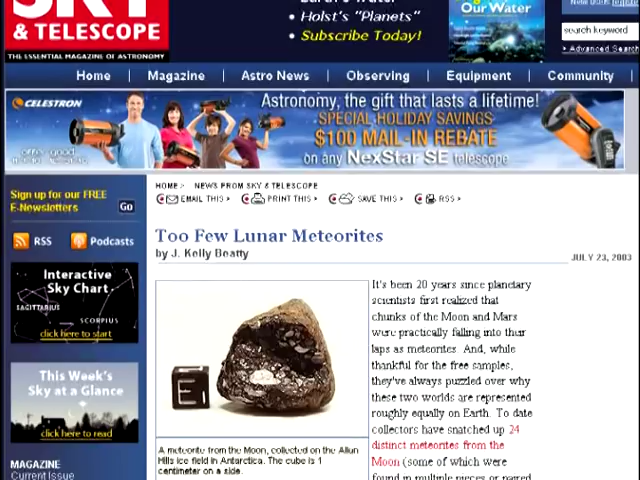 SKY
& TELESCOPE
THE ESSENTIAL MAGAZINE OF ASTRONOMY
• Holst's "Planets"
• Subscribe Today!
Our Water
search keyword
› Advanced Search
Home | Magazine | Astro News | Observing | Equipment | Community
CELESTRON
Astronomy, the gift that lasts a lifetime!
SPECIAL HOLIDAY SAVINGS
$100 MAIL-IN REBATE
on any NexStar SE telescope
Sign up for our FREE
E-Newsletters
Go
RSS
Podcasts
Interactive
Sky Chart
SAGITTARIUS
SCORPIUS
click here to start
This Week's
Sky at a Glance
click here to read
MAGAZINE
Current Issue
HOME > NEWS FROM SKY & TELESCOPE
EMAIL THIS > PRINT THIS > SAVE THIS > RSS >
Too Few Lunar Meteorites
by J. Kelly Beatty
JULY 23, 2003
E
A meteorite from the Moon, collected on the Allan
Hills ice field in Antarctica. The cube is 1
centimeter on a side.
It's been 20 years since planetary
scientists first realized that
chunks of the Moon and Mars
were practically falling into their
laps as meteorites. And, while
thankful for the free samples,
they've always puzzled over why
these two worlds are represented
roughly equally on Earth. To date
collectors have snatched up 24
distinct meteorites from the
Moon (some of which were
found in multiple pieces or paired